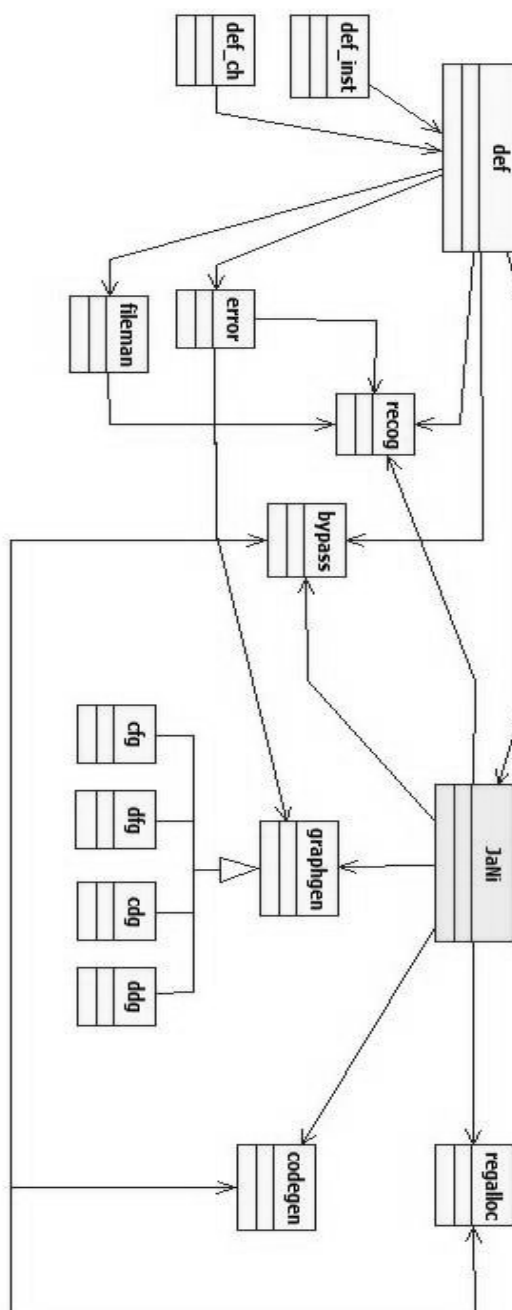 def
def_inst
def_ch
error
fileman
recog
bypass
JaNi
graphgen
cfg
dfg
cdg
ddg
regalloc
codegen